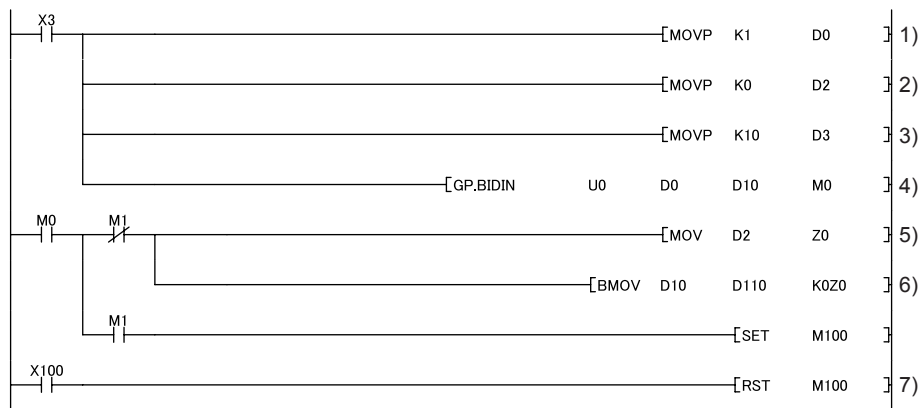 X3
[MOVP K1 D0 ] 1)
[MOVP K0 D2 ] 2)
[MOVP K10 D3 ] 3)
[GP.BIDIN U0 D0 D10 M0 ] 4)
M0 M1
[MOV D2 Z0 ] 5)
[BMOV D10 D110 K0Z0 ] 6)
M1
[SET M100 ]
X100
[RST M100 ] 7)